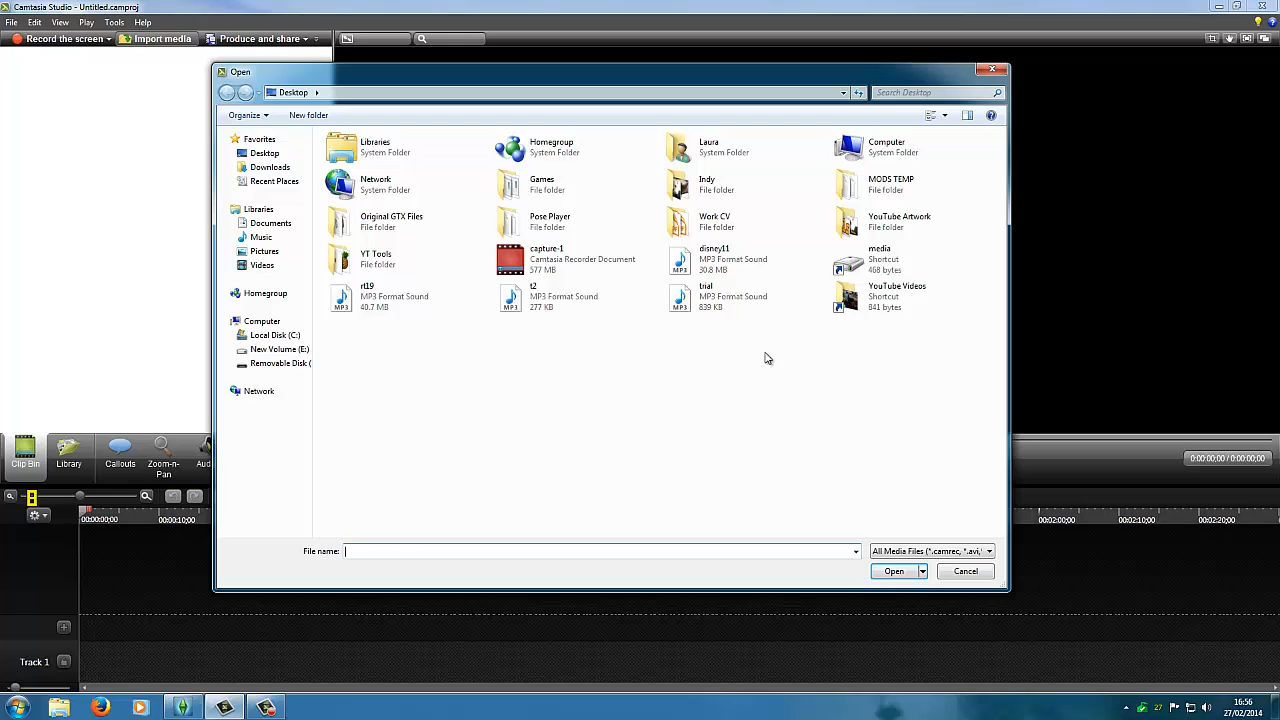 Camtasia Studio - Untitled.camproj
File Edit View Play Tools Help
Record the screen Import media Produce and share
Open
Desktop
Search Desktop
Organize New folder
Favorites
Desktop
Downloads
Recent Places
Libraries
Documents
Music
Pictures
Videos
Homegroup
Computer
Local Disk (C:)
New Volume (E:)
Removable Disk (
Network
Libraries
System Folder
Homegroup
System Folder
Laura
System Folder
Computer
System Folder
Network
System Folder
Games
File folder
Indy
File folder
MODS TEMP
File folder
Original GTX Files
File folder
Pose Player
File folder
Work CV
File folder
YouTube Artwork
File folder
YT Tools
File folder
capture-1
Camtasia Recorder Document
577 MB
MP3
disney11
MP3 Format Sound
30.8 MB
media
Shortcut
468 bytes
MP3
rt19
MP3 Format Sound
40.7 MB
MP3
t2
MP3 Format Sound
277 KB
MP3
trial
MP3 Format Sound
839 KB
YouTube Videos
Shortcut
841 bytes
File name:
All Media Files (*.camrec, *.avi,
Open Cancel
Clip Bin
Library
Callouts
Zoom-n-
Pan
Aud
0:00:00;00 / 0:00:00;00
00:00:00;00 00:00:10;00 00:02:00;00 00:02:10;00 00:02:20;00
Track 1
27
16:56
27/02/2014